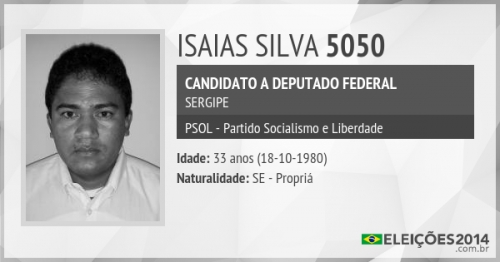 ISAIAS SILVA 5050
CANDIDATO A DEPUTADO FEDERAL
SERGIPE
PSOL - Partido Socialismo e Liberdade
Idade: 33 anos (18-10-1980)
Naturalidade: SE - Propriá
ELEIÇÕES2014
.com.br